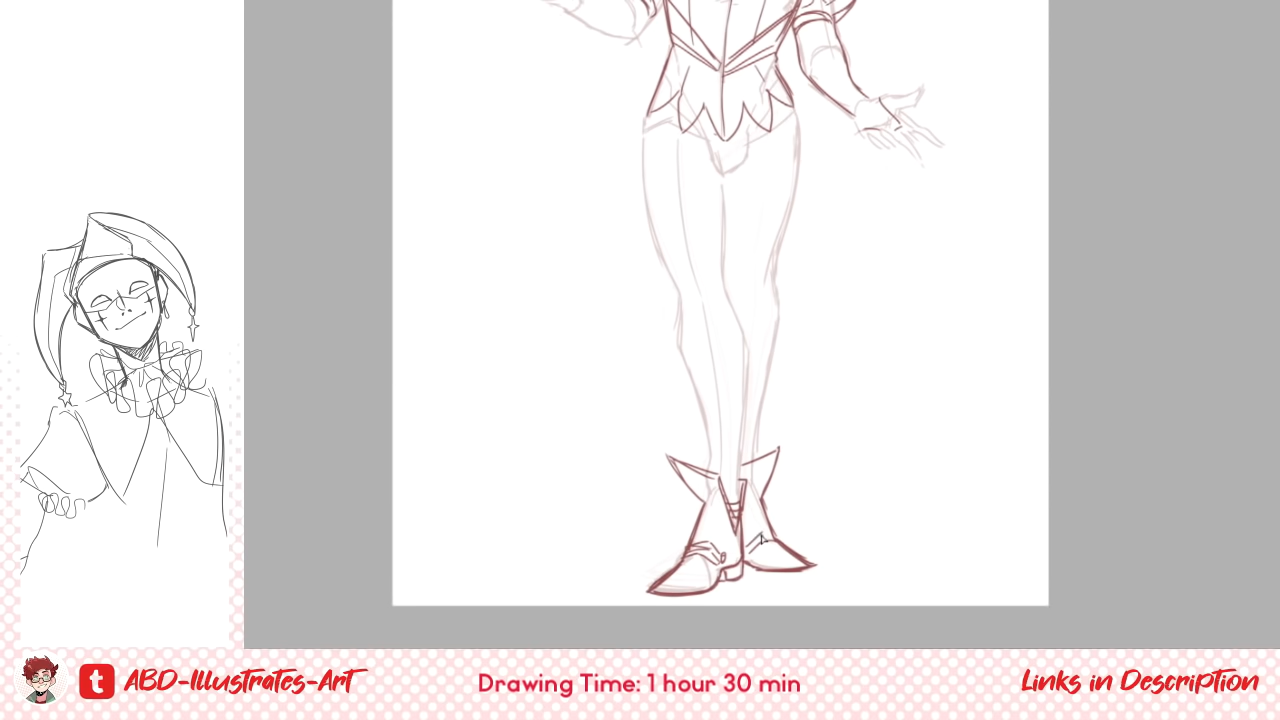 t ABD-Illustrates-Art
Drawing Time: 1 hour 30 min
Links in Description